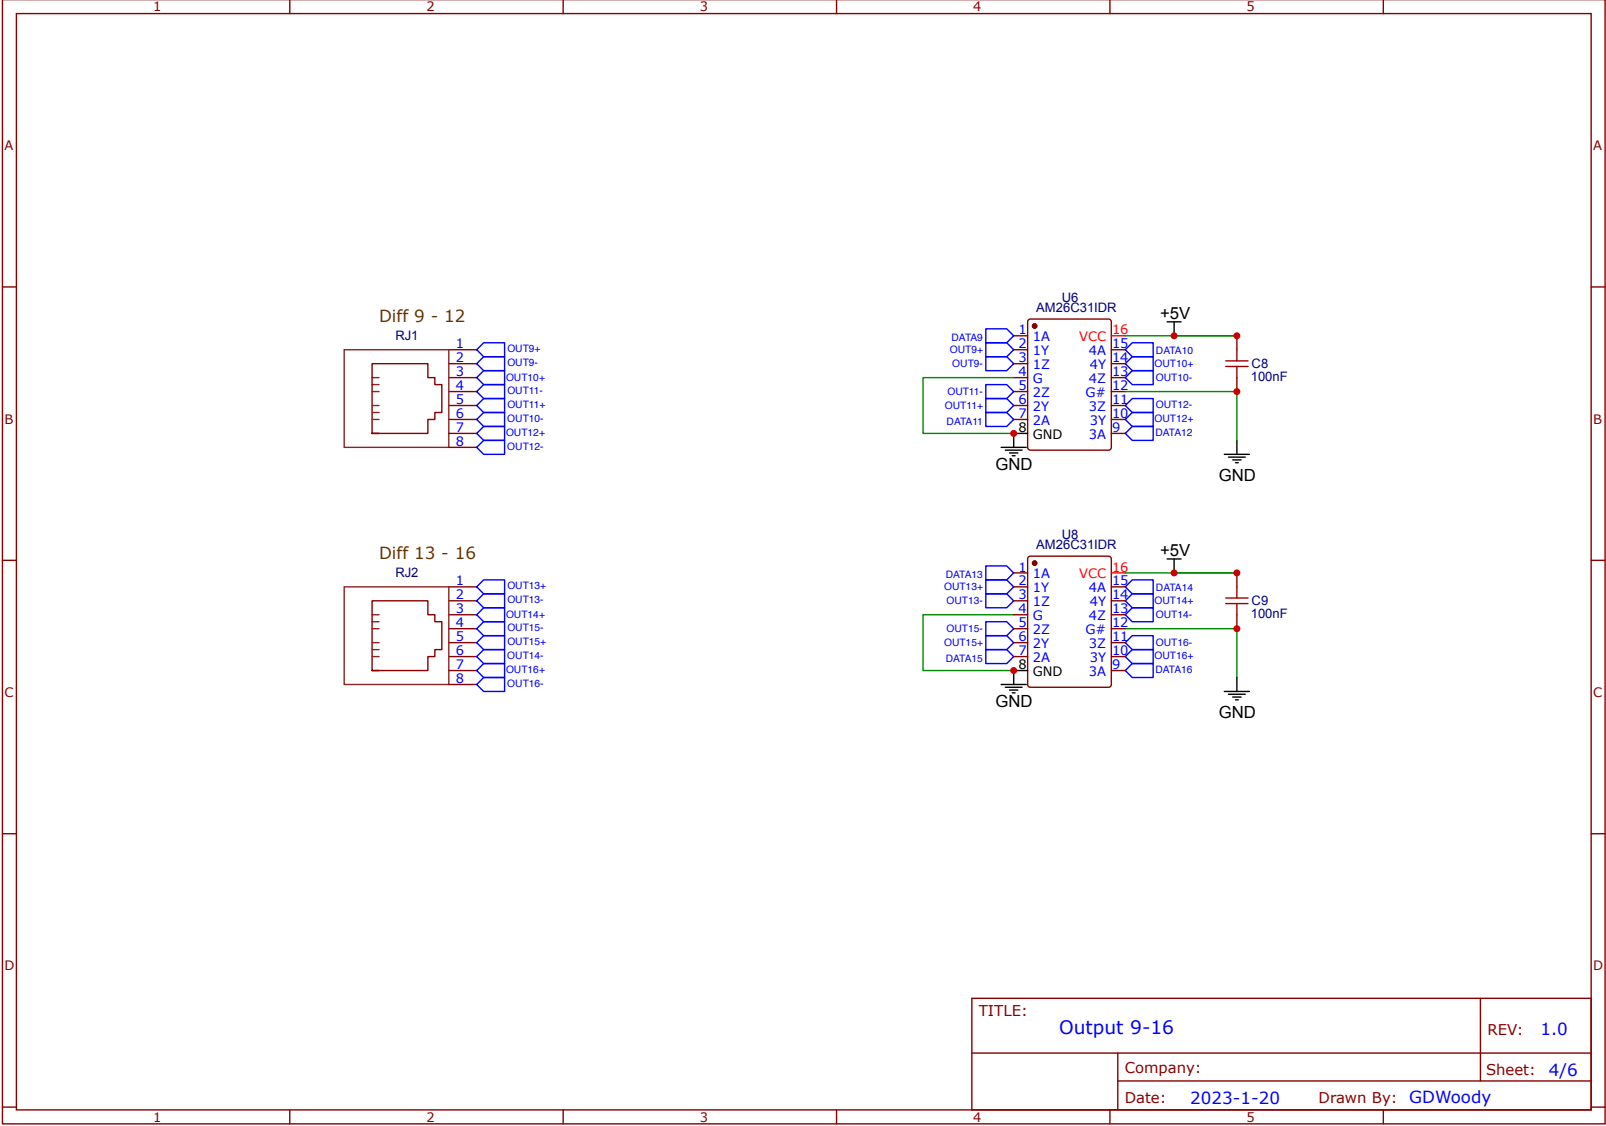 1 2 3 4 5
A A
B B
C C
D D
Diff 9 - 12
RJ1
1 OUT9+
2 OUT9-
3 OUT10+
4 OUT11-
5 OUT11+
6 OUT10-
7 OUT12+
8 OUT12-
U6
AM26C31IDR
+5V
DATA9 1 1A VCC 16
OUT9+ 2 1Y 4A 15 DATA10
OUT9- 3 1Z 4Y 14 OUT10+
4 G 4Z 13 OUT10-
OUT11- 5 2Z G# 12
OUT11+ 6 2Y 3Z 11 OUT12-
DATA11 7 2A 3Y 10 OUT12+
8 GND 3A 9 DATA12
C8
100nF
GND
GND
Diff 13 - 16
RJ2
1 OUT13+
2 OUT13-
3 OUT14+
4 OUT15-
5 OUT15+
6 OUT14-
7 OUT16+
8 OUT16-
U8
AM26C31IDR
+5V
DATA13 1 1A VCC 16
OUT13+ 2 1Y 4A 15 DATA14
OUT13- 3 1Z 4Y 14 OUT14+
4 G 4Z 13 OUT14-
OUT15- 5 2Z G# 12
OUT15+ 6 2Y 3Z 11 OUT16-
DATA15 7 2A 3Y 10 OUT16+
8 GND 3A 9 DATA16
C9
100nF
GND
GND
TITLE:
Output 9-16
REV: 1.0
Company:
Sheet: 4/6
Date: 2023-1-20 Drawn By: GDWoody
1 2 3 4 5